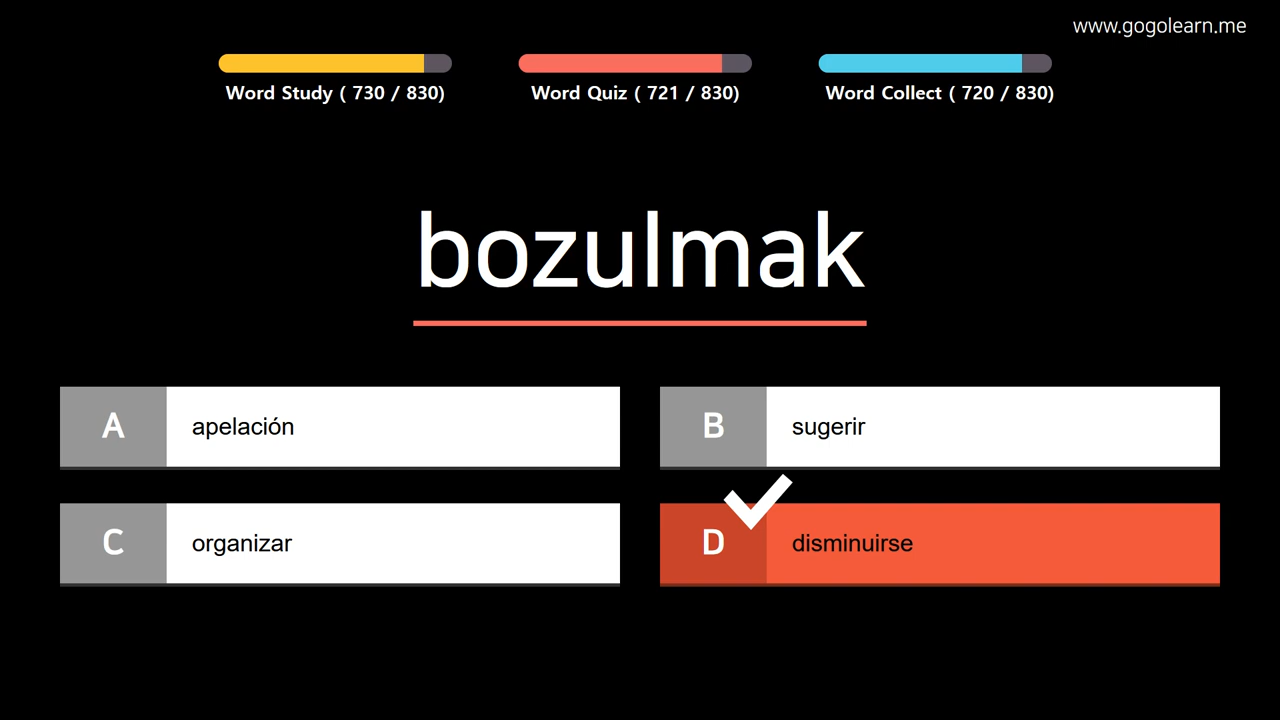 www.gogolearn.me
Word Study ( 730 / 830)
Word Quiz ( 721 / 830)
Word Collect ( 720 / 830)
bozulmak
A apelación
B sugerir
C organizar
D disminuirse